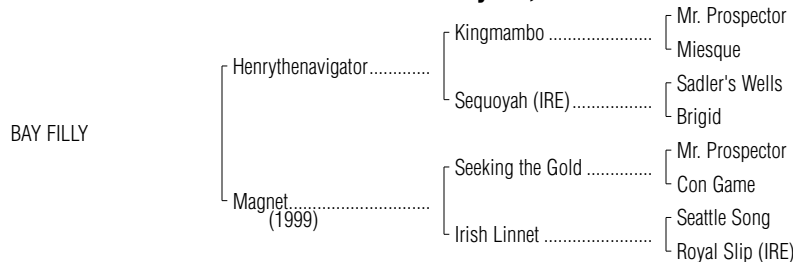 Mr. Prospector
Kingmambo ....................
Miesque
Henrythenavigator.............
Sadler's Wells
Sequoyah (IRE).................
Brigid
BAY FILLY
Mr. Prospector
Seeking the Gold ..............
Con Game
Magnet.............................
(1999)
Seattle Song
Irish Linnet .......................
Royal Slip (IRE)